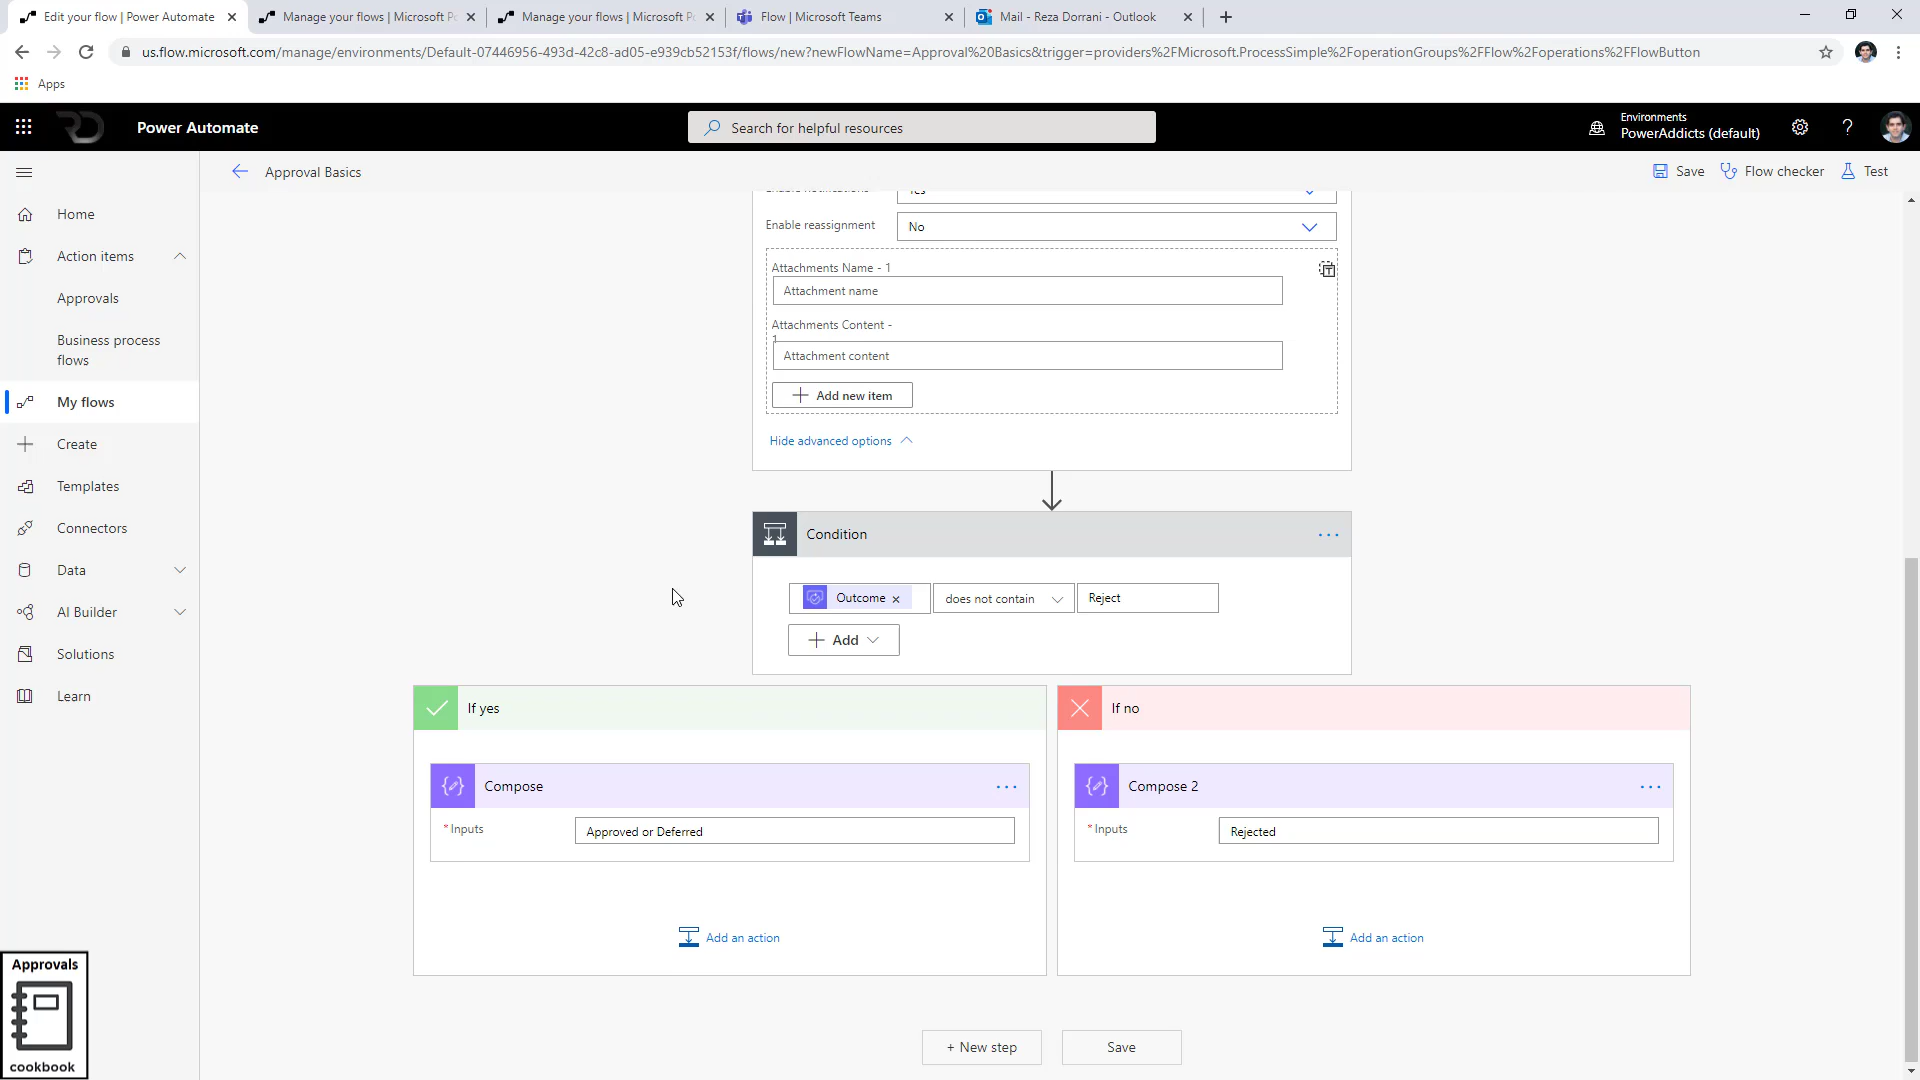 Edit your flow | Power Automate
Manage your flows | Microsoft Po
Manage your flows | Microsoft Po
Flow | Microsoft Teams
Mail - Reza Dorrani - Outlook
us.flow.microsoft.com/manage/environments/Default-07446956-493d-42c8-ad05-e939cb52153f/flows/new?newFlowName=Approval%20Basics&trigger=providers%2FMicrosoft.ProcessSimple%2FoperationGroups%2FFlow%2Foperations%2FFlowButton
Apps
Power Automate
Search for helpful resources
Environments
PowerAddicts (default)
Approval Basics
Save
Flow checker
Test
Home
Action items
Approvals
Business process
flows
My flows
Create
Templates
Connectors
Data
AI Builder
Solutions
Learn
Enable notifications
Yes
Enable reassignment
No
Attachments Name - 1
Attachment name
Attachments Content -
1
Attachment content
Add new item
Hide advanced options
Condition
Outcome
does not contain
Reject
Add
If yes
Compose
* Inputs
Approved or Deferred
Add an action
If no
Compose 2
* Inputs
Rejected
Add an action
+ New step
Save
Approvals
cookbook